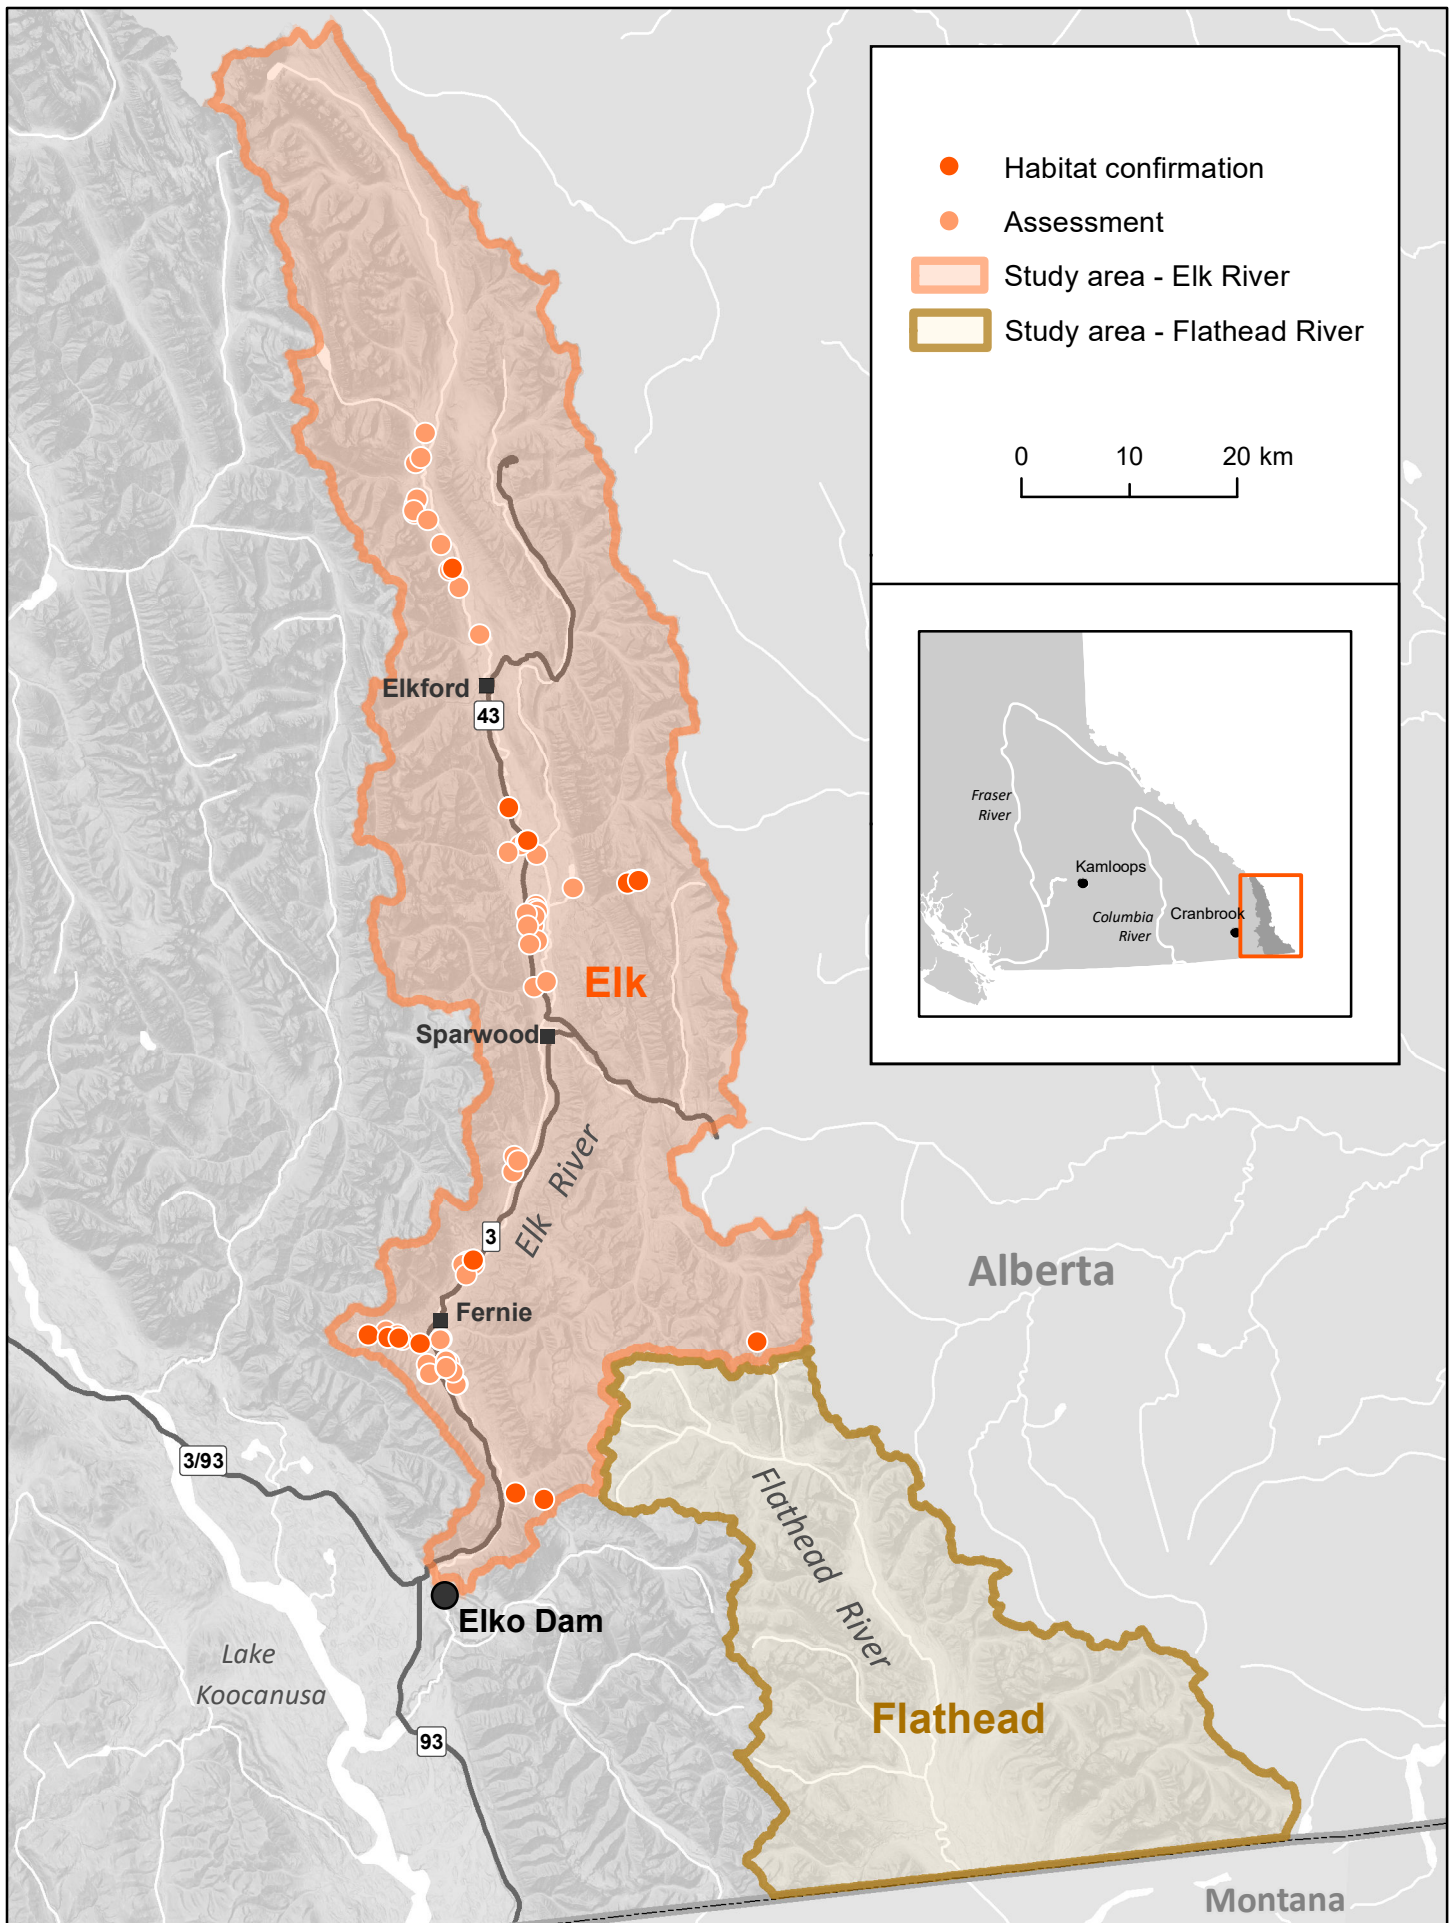 Habitat confirmation
Assessment
Study area - Elk River
Study area - Flathead River
0 10 20 km
Elkford
43
Fraser
River
Kamloops
Columbia
River
Cranbrook
Elk
Sparwood
Elk River
3
Alberta
Fernie
3/93
Flathead River
Elko Dam
Lake
Koocanusa
Flathead
93
Montana